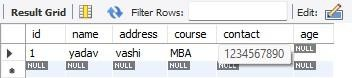 Result Grid Filter Rows: Edit:
id name address course contact age
1 yadav vashi MBA 1234567890 NULL
NULL NULL NULL NULL NULL NULL